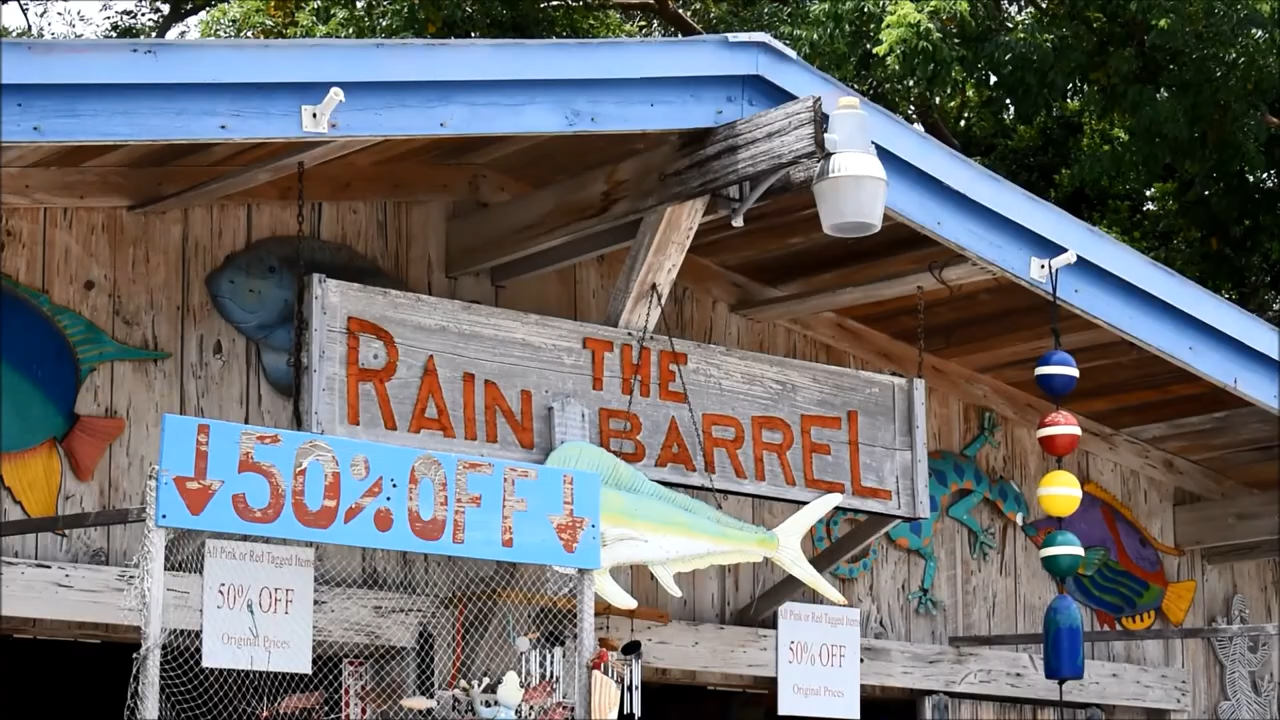 THE
RAIN BARREL
↓50% OFF↓
All Pink or Red Tagged Items
50% OFF
Original Prices
All Pink or Red Tagged Items
50% OFF
Original Prices